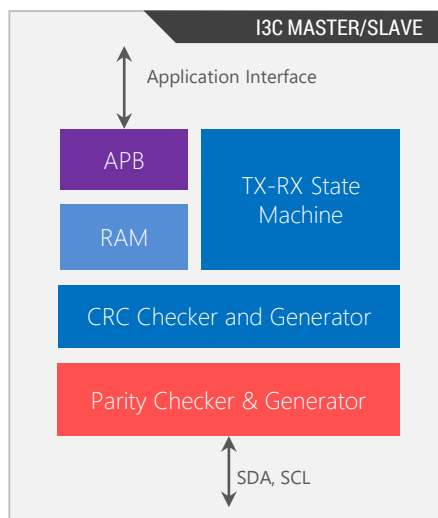 I3C MASTER/SLAVE
Application Interface
APB
TX-RX State
Machine
RAM
CRC Checker and Generator
Parity Checker & Generator
SDA, SCL